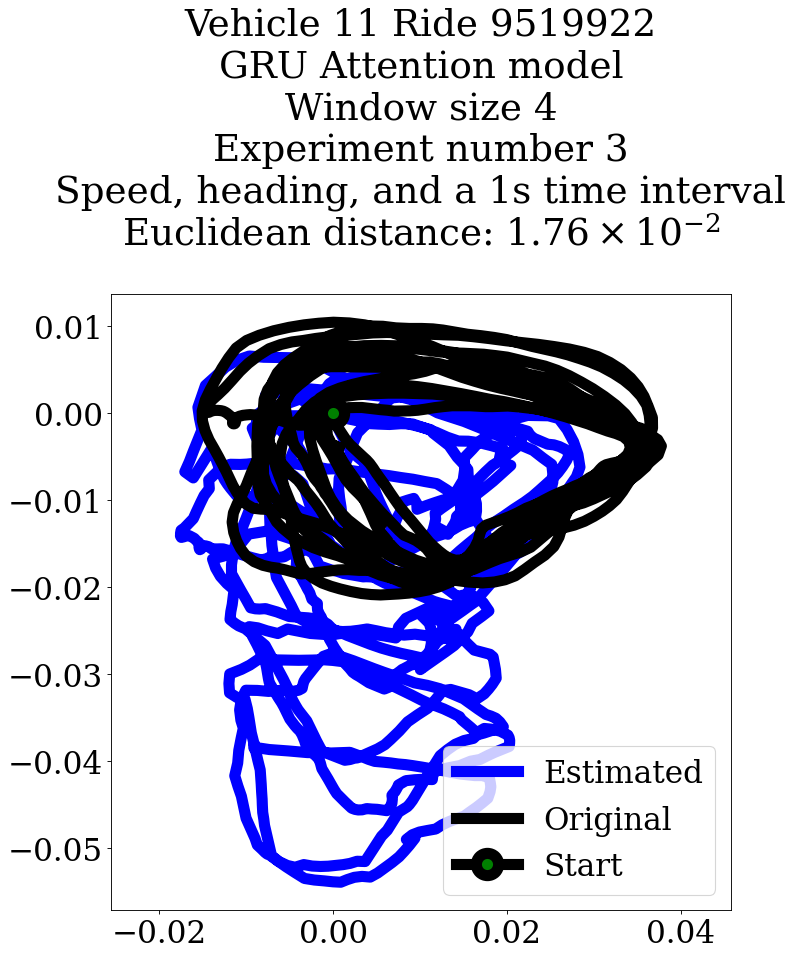 Vehicle 11 Ride 9519922
GRU Attention model
Window size 4
Experiment number 3
Speed, heading, and a 1s time interval
Euclidean distance: 1.76 × 10⁻²
0.01
0.00
−0.01
−0.02
−0.03
−0.04
−0.05
Estimated
Original
Start
−0.02 0.00 0.02 0.04